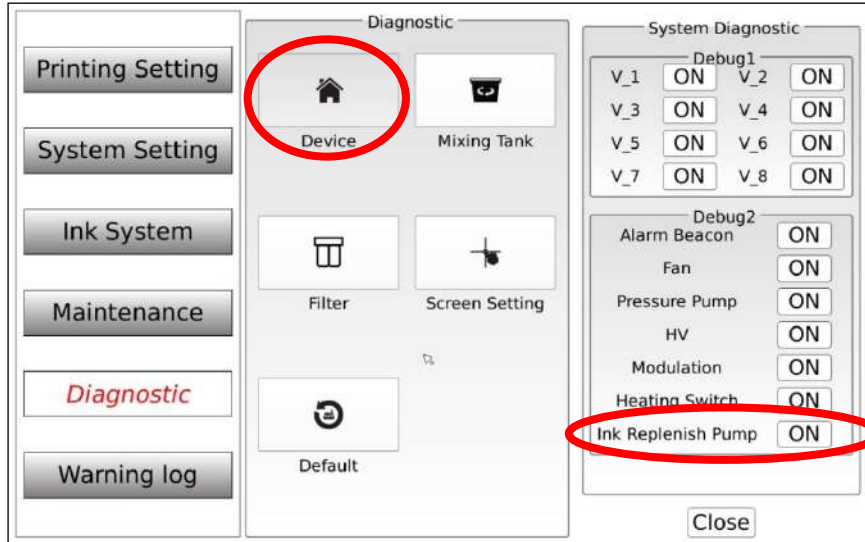 Printing Setting
System Setting
Ink System
Maintenance
Diagnostic
Warning log
Diagnostic
Device
Mixing Tank
Filter
Screen Setting
Default
System Diagnostic
Debug1
V_1 ON V_2 ON
V_3 ON V_4 ON
V_5 ON V_6 ON
V_7 ON V_8 ON
Debug2
Alarm Beacon ON
Fan ON
Pressure Pump ON
HV ON
Modulation ON
Heating Switch ON
Ink Replenish Pump ON
Close